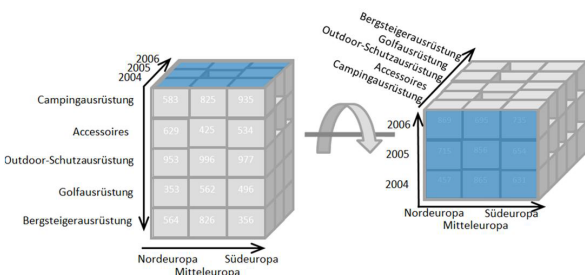 2006
2005
2004
Campingausrüstung
583 825 935
Accessoires
629 425 534
Outdoor-Schutzausrüstung
953 996 977
Golfausrüstung
353 562 496
Bergsteigerausrüstung
564 826 356
Nordeuropa
Südeuropa
Mitteleuropa
Bergsteigerausrüstung
Golfausrüstung
Outdoor-Schutzausrüstung
Accessoires
Campingausrüstung
2006
2005
2004
Nordeuropa
Südeuropa
Mitteleuropa